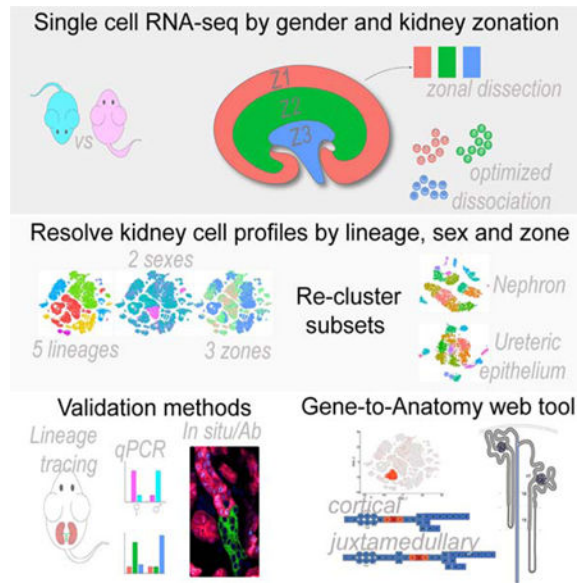 Single cell RNA-seq by gender and kidney zonation
vs
Z1
Z2
Z3
zonal dissection
optimized
dissociation
Resolve kidney cell profiles by lineage, sex and zone
2 sexes
5 lineages
3 zones
Re-cluster
subsets
Nephron
Ureteric
epithelium
Validation methods
Lineage
tracing
qPCR
In situ/Ab
♂
♀
Gene-to-Anatomy web tool
cortical
juxtamedullary